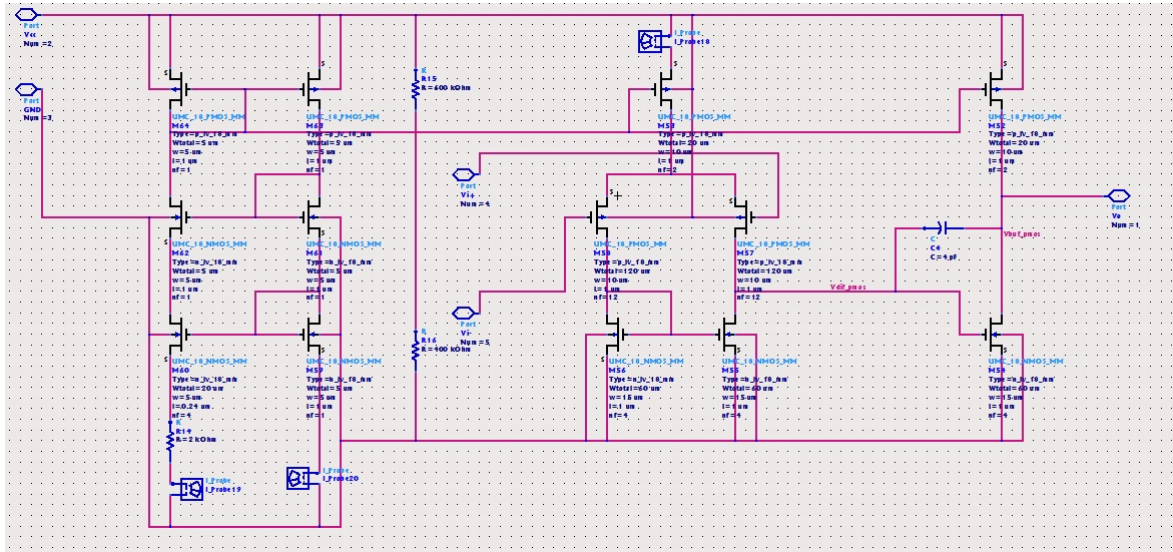 Port
Vcc
Num=2
Port
GND
Num=3
I_Probe
I_Probe18
R
R15
R=600 kOhm
UMC_18_PMOS_MM
M64
Type=p_lv_18_mm
Wtotal=5 um
w=5 um
l=1 um
nf=1
UMC_18_PMOS_MM
M63
Type=p_lv_18_mm
Wtotal=5 um
w=5 um
l=1 um
nf=1
UMC_18_PMOS_MM
M53
Type=p_lv_18_mm
Wtotal=20 um
w=10 um
l=1 um
nf=2
UMC_18_PMOS_MM
M52
Type=p_lv_18_mm
Wtotal=20 um
w=10 um
l=1 um
nf=2
Port
Vi+
Num=4
Port
Vo
Num=1
UMC_18_NMOS_MM
M62
Type=n_lv_18_mm
Wtotal=5 um
w=5 um
l=1 um
nf=1
UMC_18_NMOS_MM
M61
Type=n_lv_18_mm
Wtotal=5 um
w=5 um
l=1 um
nf=1
UMC_18_PMOS_MM
M58
Type=p_lv_18_mm
Wtotal=120 um
w=10 um
l=1 um
nf=12
UMC_18_PMOS_MM
M57
Type=p_lv_18_mm
Wtotal=120 um
w=10 um
l=1 um
nf=12
C
C4
C=4 pF
Vbuf_pmos
Vdif_pmos
Port
Vi-
Num=5
R
R16
R=400 kOhm
UMC_18_NMOS_MM
M60
Type=n_lv_18_mm
Wtotal=20 um
w=5 um
l=0.24 um
nf=4
UMC_18_NMOS_MM
M59
Type=n_lv_18_mm
Wtotal=5 um
w=5 um
l=1 um
nf=1
UMC_18_NMOS_MM
M56
Type=n_lv_18_mm
Wtotal=60 um
w=15 um
l=1 um
nf=4
UMC_18_NMOS_MM
M55
Type=n_lv_18_mm
Wtotal=60 um
w=15 um
l=1 um
nf=4
UMC_18_NMOS_MM
M54
Type=n_lv_18_mm
Wtotal=60 um
w=15 um
l=1 um
nf=4
R
R14
R=2 kOhm
I_Probe
I_Probe19
I_Probe
I_Probe20